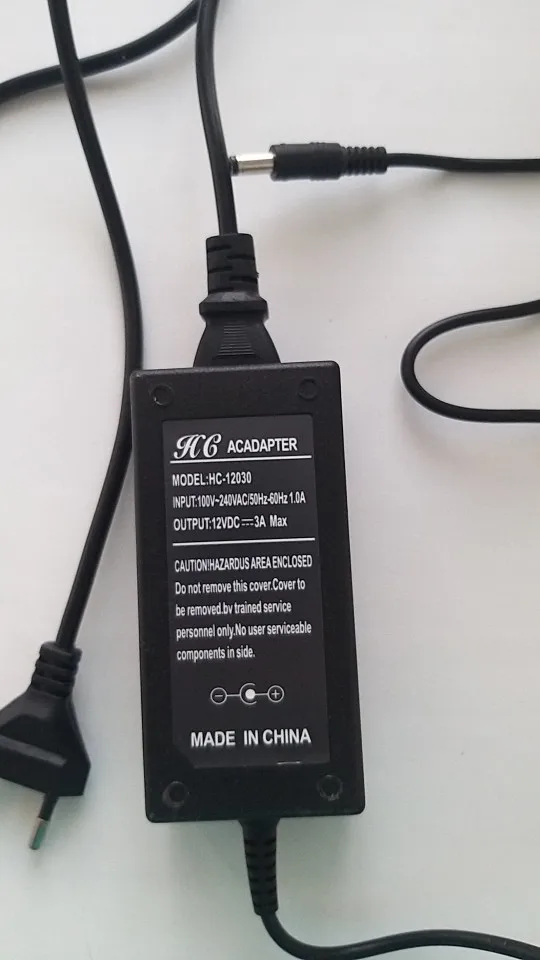 HC ACADAPTER
MODEL:HC-12030
INPUT:100V~240VAC/50Hz-60Hz 1.0A
OUTPUT:12VDC⎓3A Max
CAUTION!HAZARDUS AREA ENCLOSED
Do not remove this cover.Cover to
be removed.bv trained service
personnel only.No user serviceable
components in side.
MADE IN CHINA